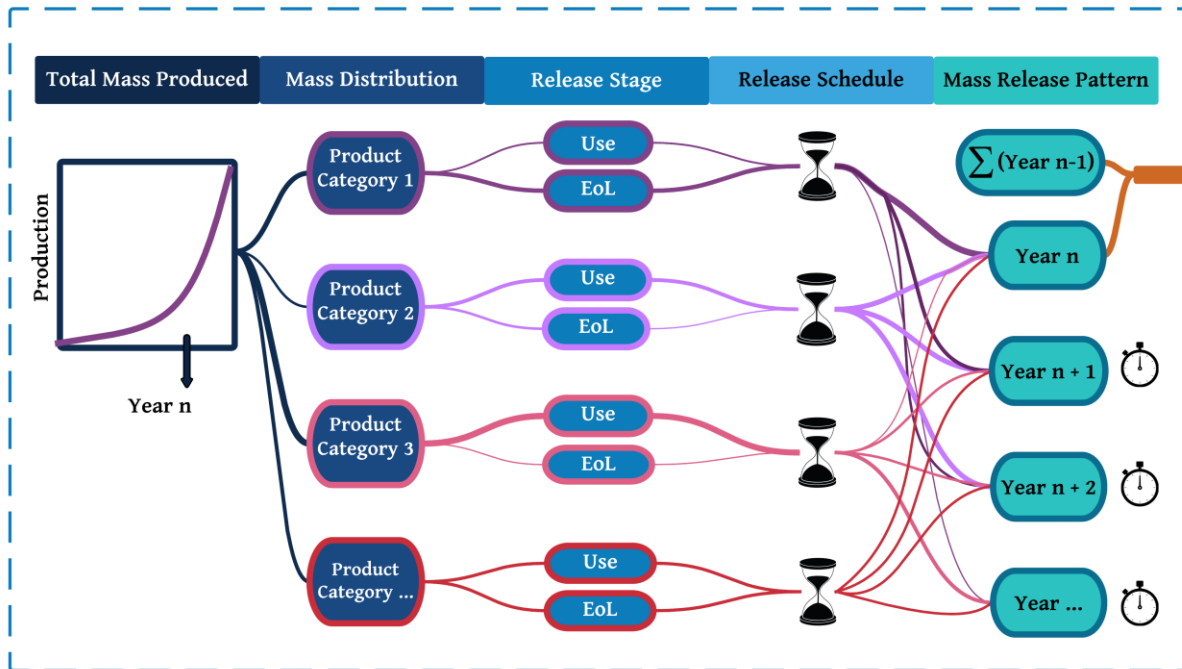 Total Mass Produced
Mass Distribution
Release Stage
Release Schedule
Mass Release Pattern
Production
Year n
Product
Category 1
Product
Category 2
Product
Category 3
Product
Category ...
Use
EoL
Use
EoL
Use
EoL
Use
EoL
∑(Year n-1)
Year n
Year n + 1
Year n + 2
Year ...